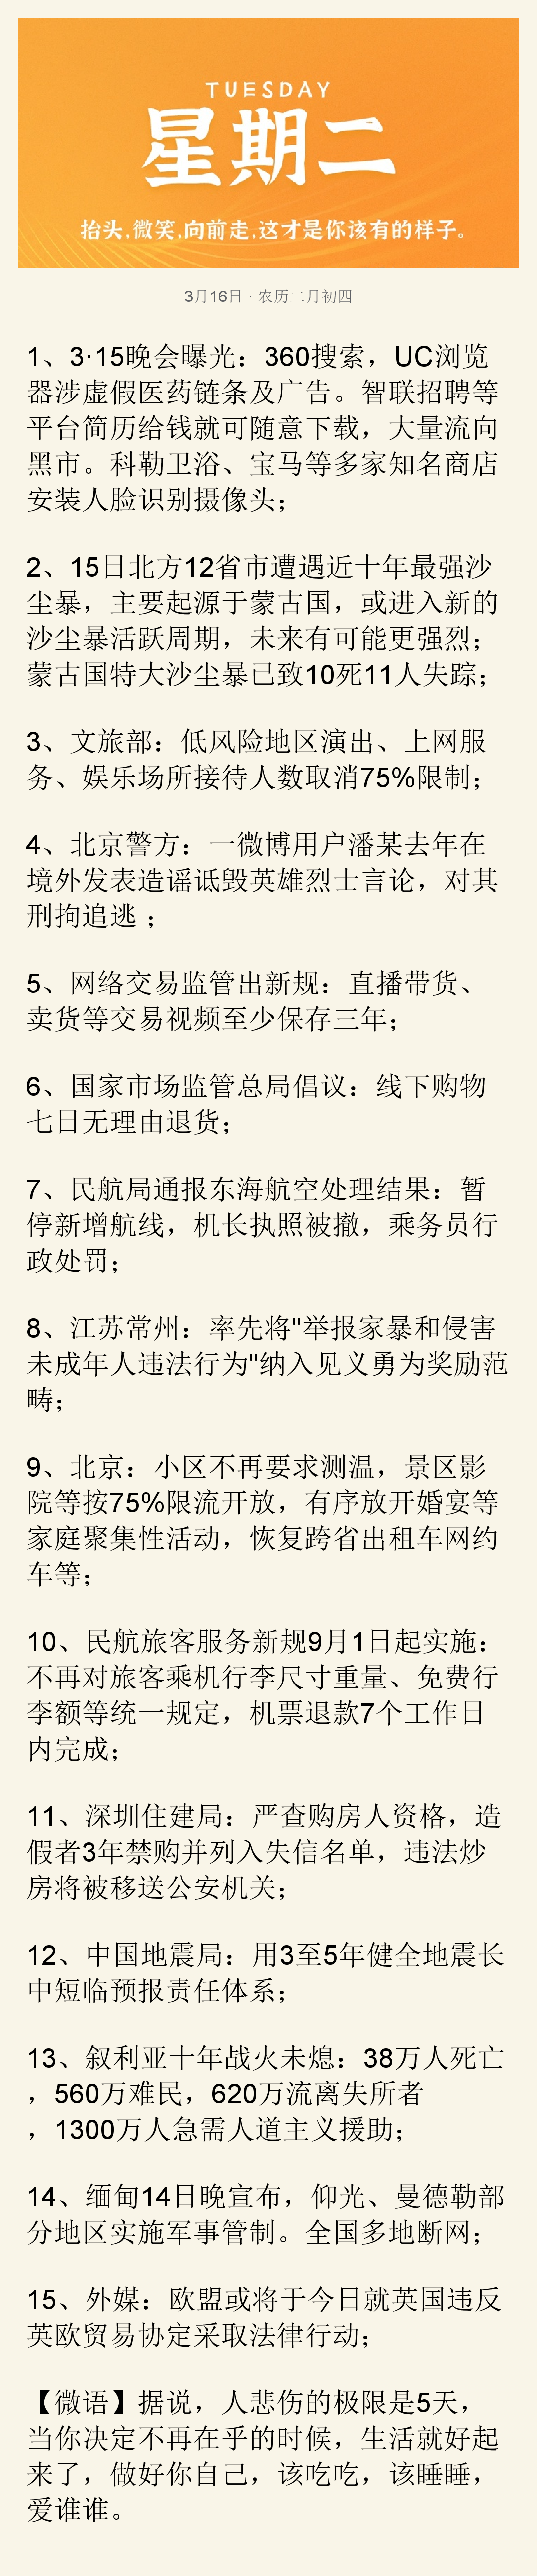 TUESDAY
星期二
抬头,微笑,向前走,这才是你该有的样子。
3月16日 · 农历二月初四
1、3·15晚会曝光：360搜索，UC浏览
器涉虚假医药链条及广告。智联招聘等
平台简历给钱就可随意下载，大量流向
黑市。科勒卫浴、宝马等多家知名商店
安装人脸识别摄像头；
2、15日北方12省市遭遇近十年最强沙
尘暴，主要起源于蒙古国，或进入新的
沙尘暴活跃周期，未来有可能更强烈；
蒙古国特大沙尘暴已致10死11人失踪；
3、文旅部：低风险地区演出、上网服
务、娱乐场所接待人数取消75%限制；
4、北京警方：一微博用户潘某去年在
境外发表造谣诋毁英雄烈士言论，对其
刑拘追逃 ；
5、网络交易监管出新规：直播带货、
卖货等交易视频至少保存三年；
6、国家市场监管总局倡议：线下购物
七日无理由退货；
7、民航局通报东海航空处理结果：暂
停新增航线，机长执照被撤，乘务员行
政处罚；
8、江苏常州：率先将"举报家暴和侵害
未成年人违法行为"纳入见义勇为奖励范
畴；
9、北京：小区不再要求测温，景区影
院等按75%限流开放，有序放开婚宴等
家庭聚集性活动，恢复跨省出租车网约
车等；
10、民航旅客服务新规9月1日起实施：
不再对旅客乘机行李尺寸重量、免费行
李额等统一规定，机票退款7个工作日
内完成；
11、深圳住建局：严查购房人资格，造
假者3年禁购并列入失信名单，违法炒
房将被移送公安机关；
12、中国地震局：用3至5年健全地震长
中短临预报责任体系；
13、叙利亚十年战火未熄：38万人死亡
，560万难民，620万流离失所者
，1300万人急需人道主义援助；
14、缅甸14日晚宣布，仰光、曼德勒部
分地区实施军事管制。全国多地断网；
15、外媒：欧盟或将于今日就英国违反
英欧贸易协定采取法律行动；
【微语】据说，人悲伤的极限是5天，
当你决定不再在乎的时候，生活就好起
来了，做好你自己，该吃吃，该睡睡，
爱谁谁。